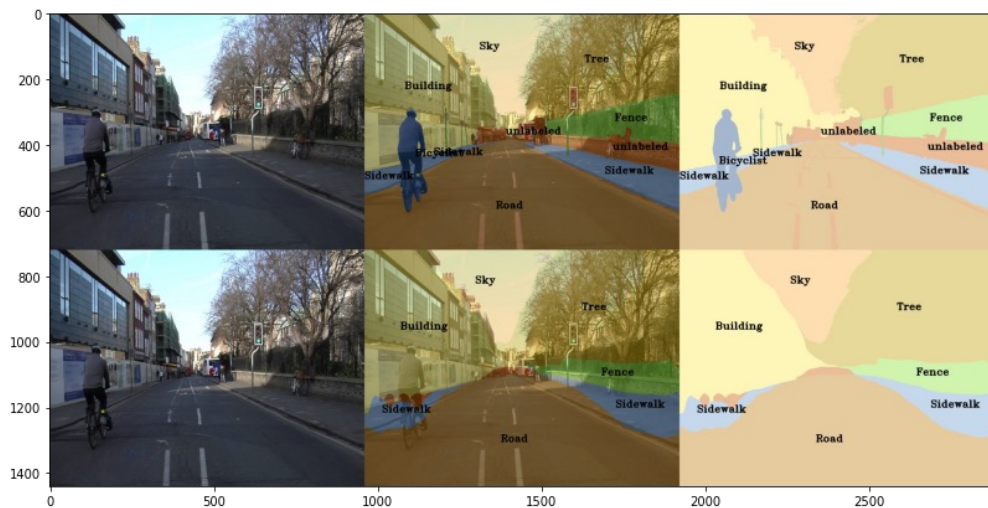 0
Sky
Sky
Tree
Tree
200
Building
Building
Fence
Fence
unlabeled
unlabeled
400
unlabeled
unlabeled
Bicyclist
Sidewalk
Sidewalk
Bicyclist
Sidewalk
Sidewalk
Sidewalk
Sidewalk
600
Road
Road
800
Sky
Sky
Tree
Tree
Building
Building
1000
Fence
Fence
1200
Sidewalk
Sidewalk
Sidewalk
Sidewalk
Road
Road
1400
0
500
1000
1500
2000
2500